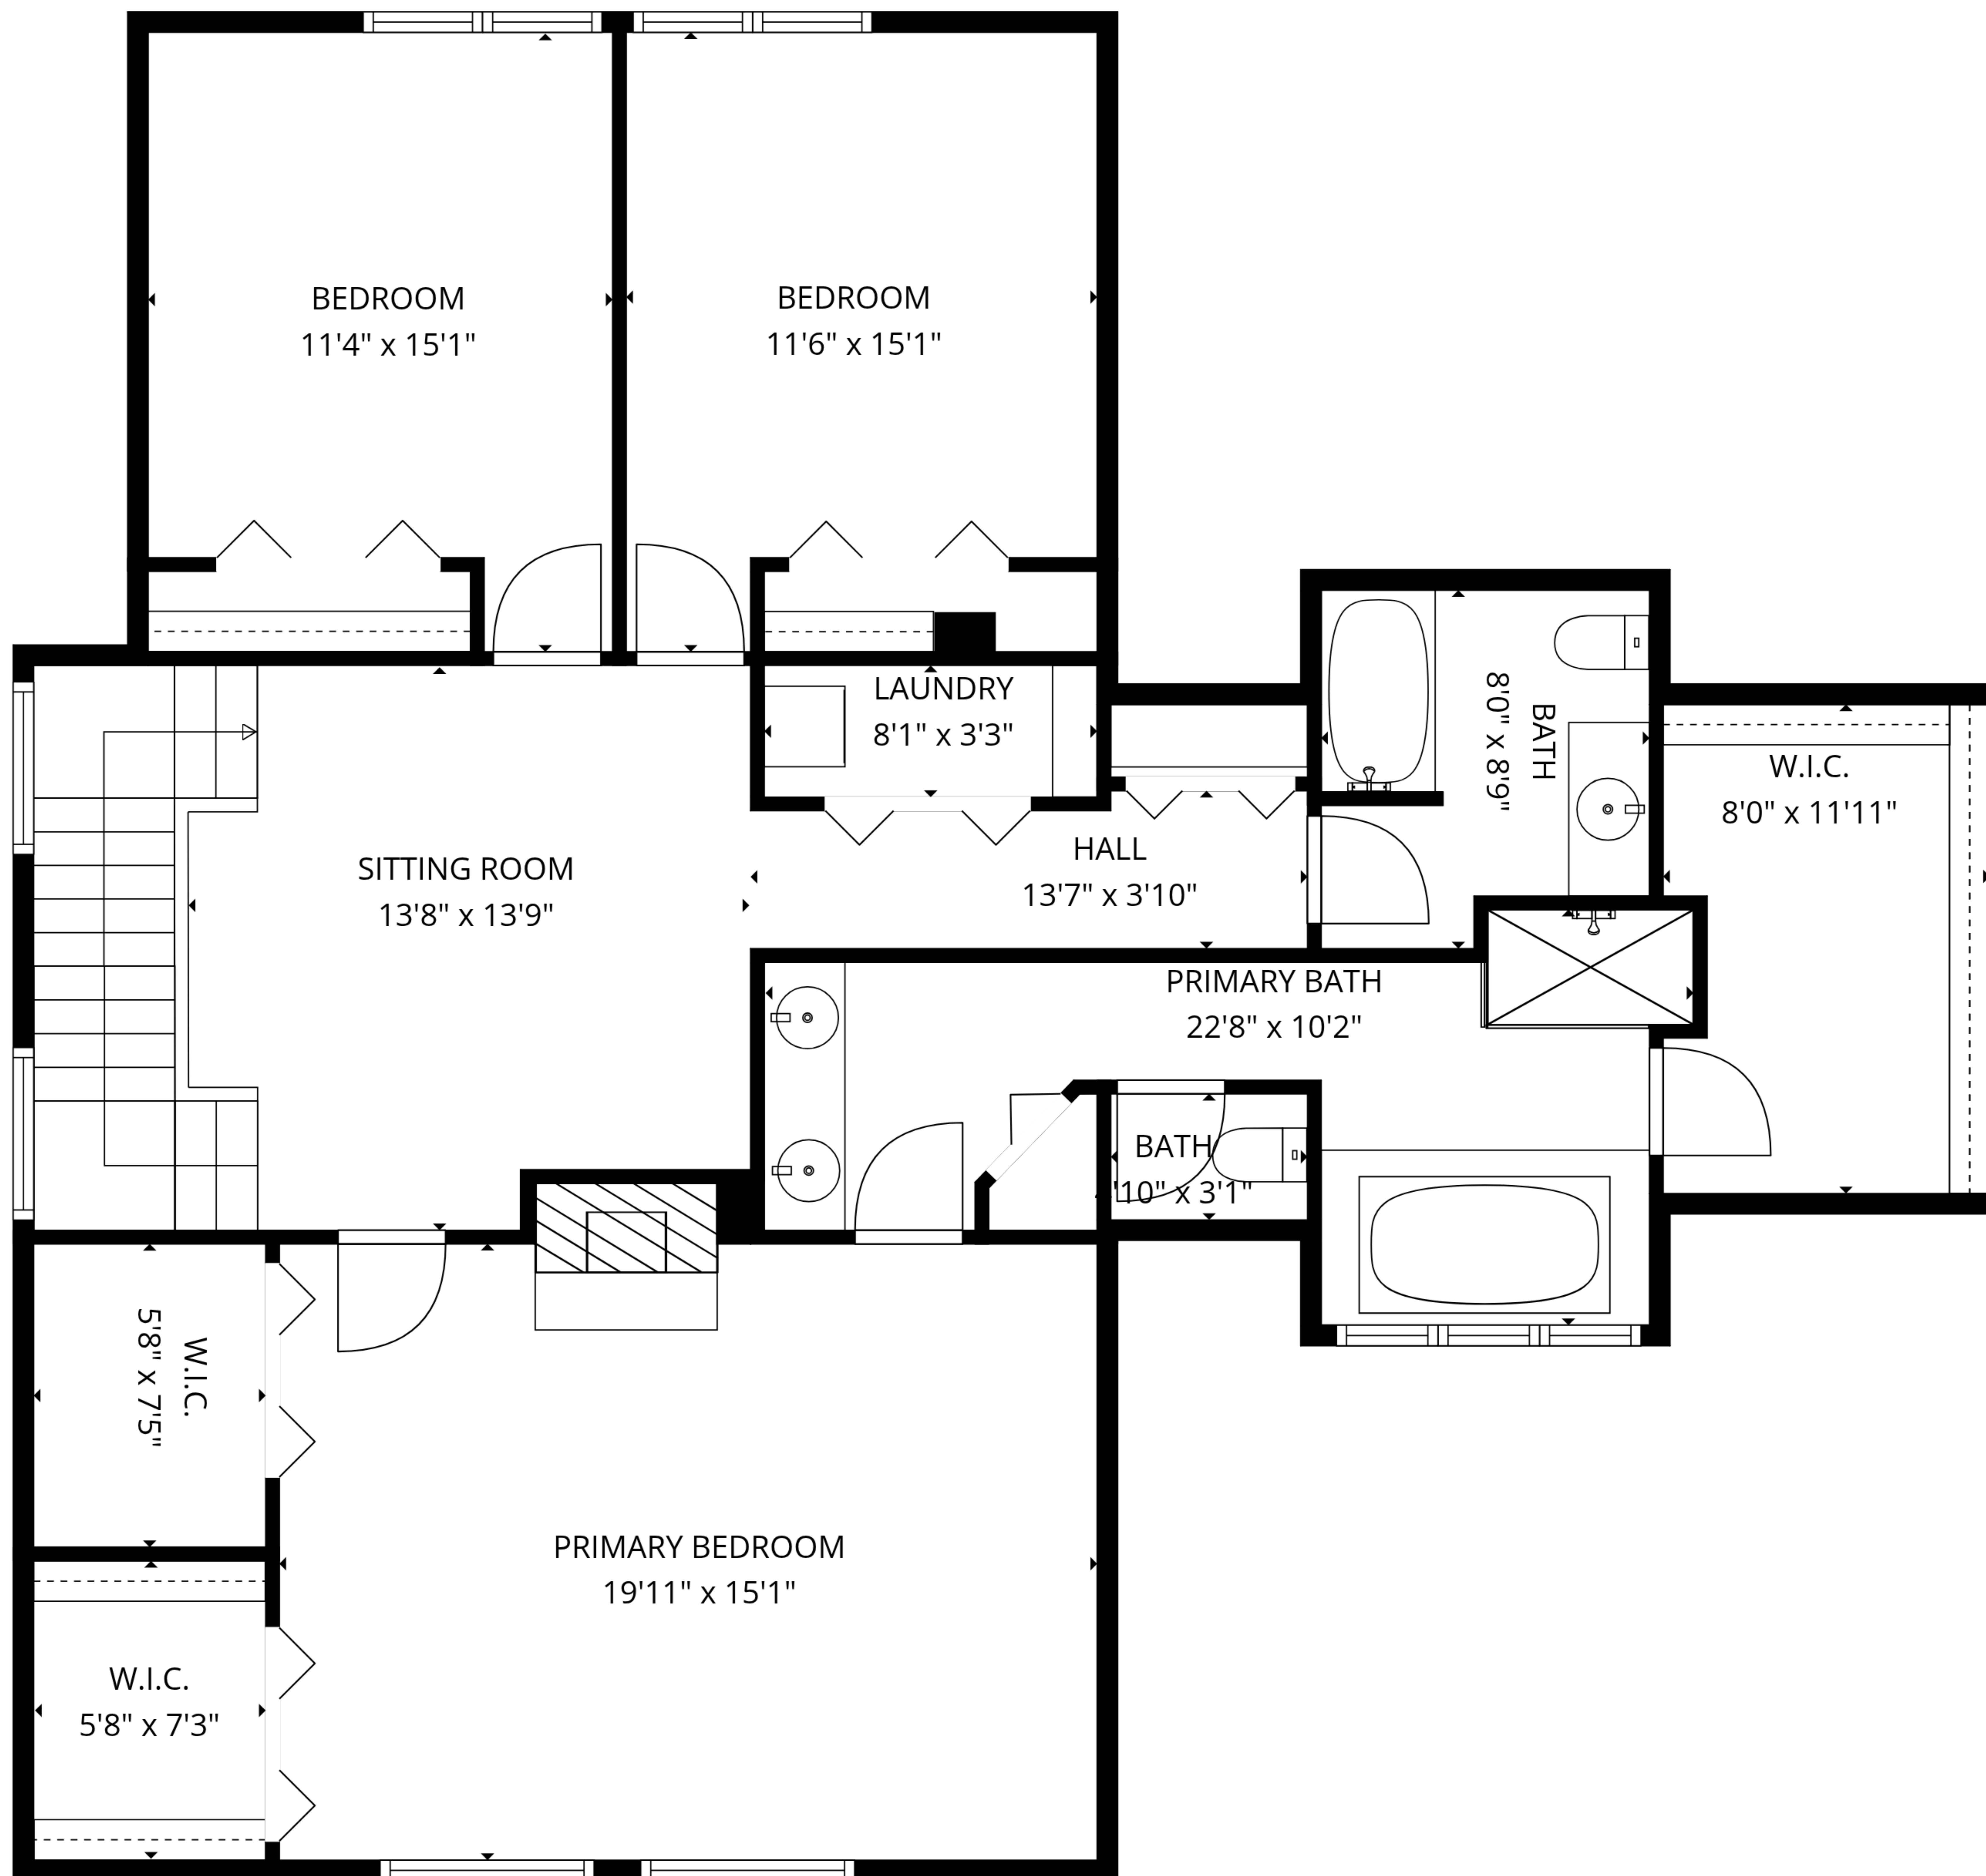 BEDROOM
11'4" x 15'1"
BEDROOM
11'6" x 15'1"
LAUNDRY
8'1" x 3'3"
BATH
8'0" x 8'9"
W.I.C.
8'0" x 11'11"
HALL
13'7" x 3'10"
SITTING ROOM
13'8" x 13'9"
PRIMARY BATH
22'8" x 10'2"
BATH
'10" x 3'1"
W.I.C.
5'8" x 7'5"
PRIMARY BEDROOM
19'11" x 15'1"
W.I.C.
5'8" x 7'3"